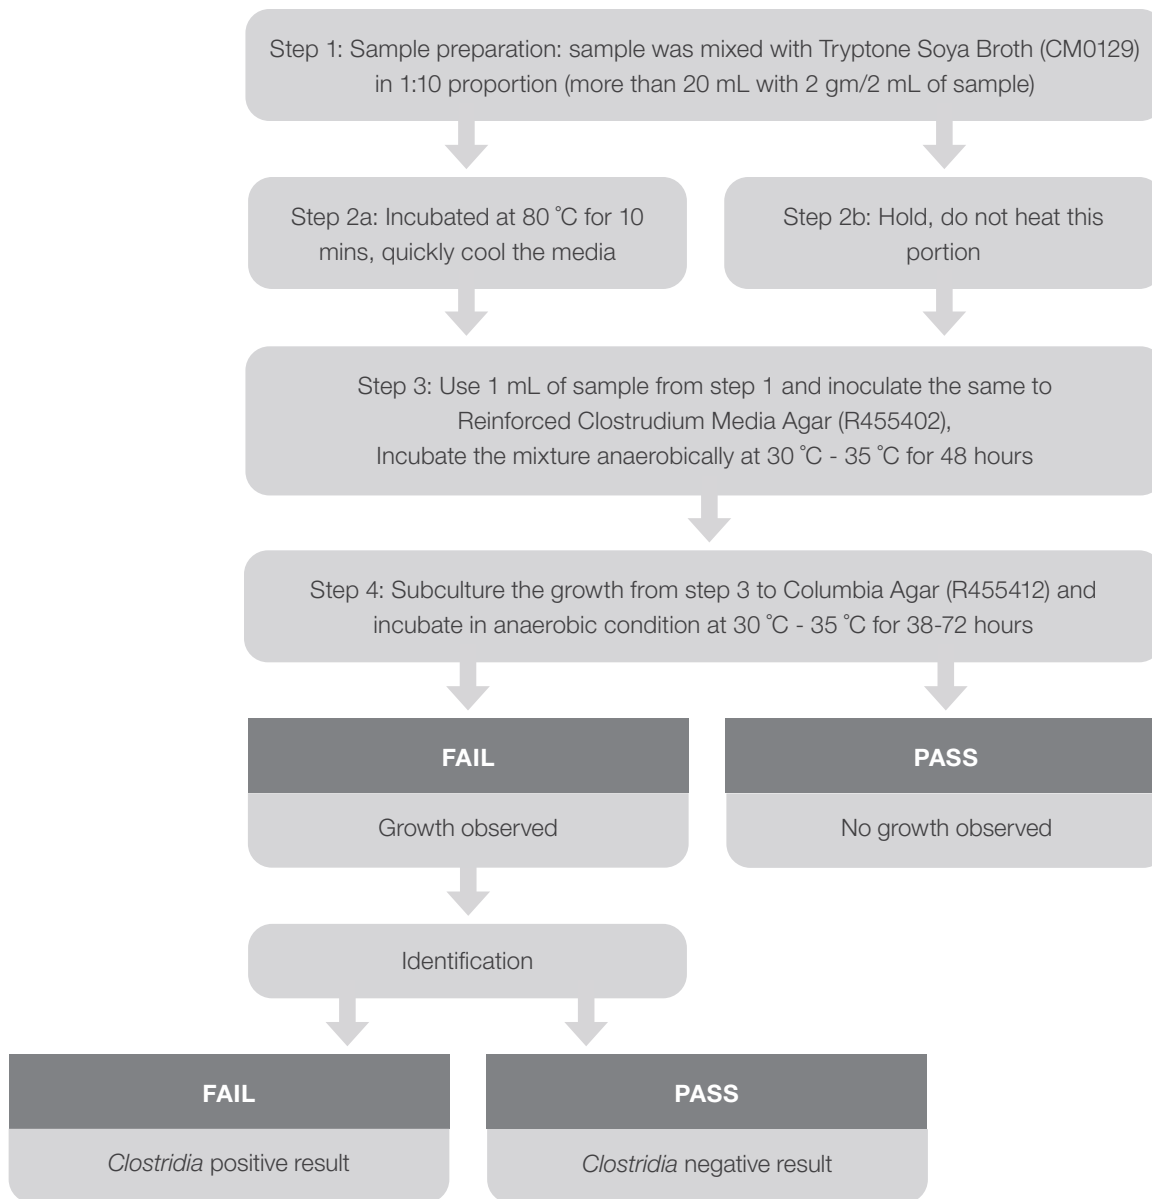 Step 1: Sample preparation: sample was mixed with Tryptone Soya Broth (CM0129)
in 1:10 proportion (more than 20 mL with 2 gm/2 mL of sample)
Step 2a: Incubated at 80 ˚C for 10
mins, quickly cool the media
Step 2b: Hold, do not heat this
portion
Step 3: Use 1 mL of sample from step 1 and inoculate the same to
Reinforced Clostrudium Media Agar (R455402),
Incubate the mixture anaerobically at 30 ˚C - 35 ˚C for 48 hours
Step 4: Subculture the growth from step 3 to Columbia Agar (R455412) and
incubate in anaerobic condition at 30 ˚C - 35 ˚C for 38-72 hours
FAIL
Growth observed
PASS
No growth observed
Identification
FAIL
Clostridia positive result
PASS
Clostridia negative result